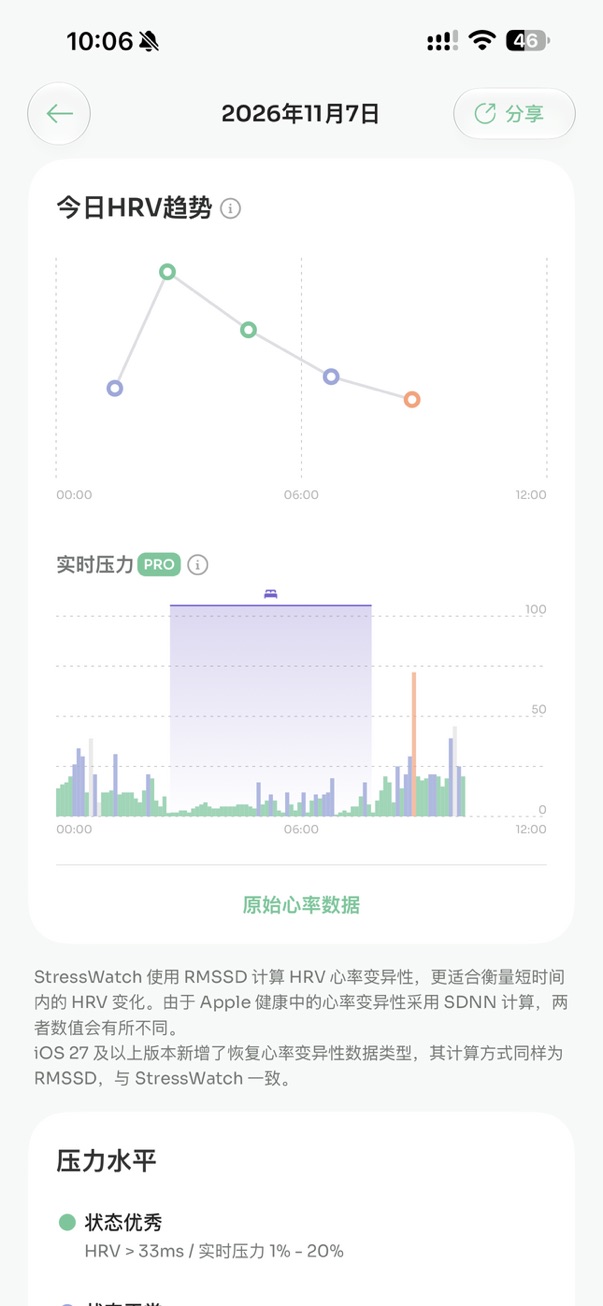 10:06
46
2026年11月7日
分享
今日HRV趋势
00:00 06:00 12:00
实时压力 PRO
100
50
0
00:00 06:00 12:00
原始心率数据
StressWatch 使用 RMSSD 计算 HRV 心率变异性，更适合衡量短时间
内的 HRV 变化。由于 Apple 健康中的心率变异性采用 SDNN 计算，两
者数值会有所不同。
iOS 27 及以上版本新增了恢复心率变异性数据类型，其计算方式同样为
RMSSD，与 StressWatch 一致。
压力水平
状态优秀
HRV > 33ms / 实时压力 1% - 20%